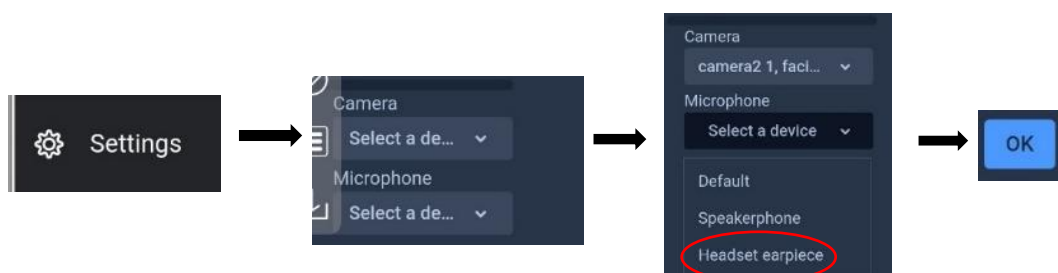 Settings
Camera
Select a de...
Microphone
Select a de...
Camera
camera2 1, faci...
Microphone
Select a device
Default
Speakerphone
Headset earpiece
OK